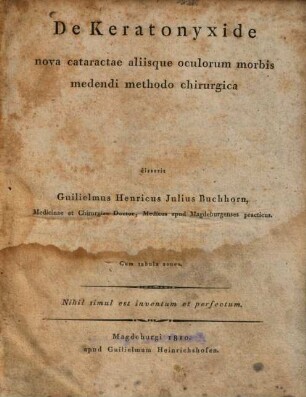 De Keratonyxide
nova cataractae aliisque oculorum morbis
medendi methodo chirurgica
disserit
Guilielmus Henricus Julius Buchhorn,
Medicinae et Chirurgiae Doctor, Medicus apud Magdeburgenses practicus.
Cum tabula aenea.
Nihil simul est inventum et perfectum.
Magdeburgi 1810.
apud Guilielmum Heinrichshofen.